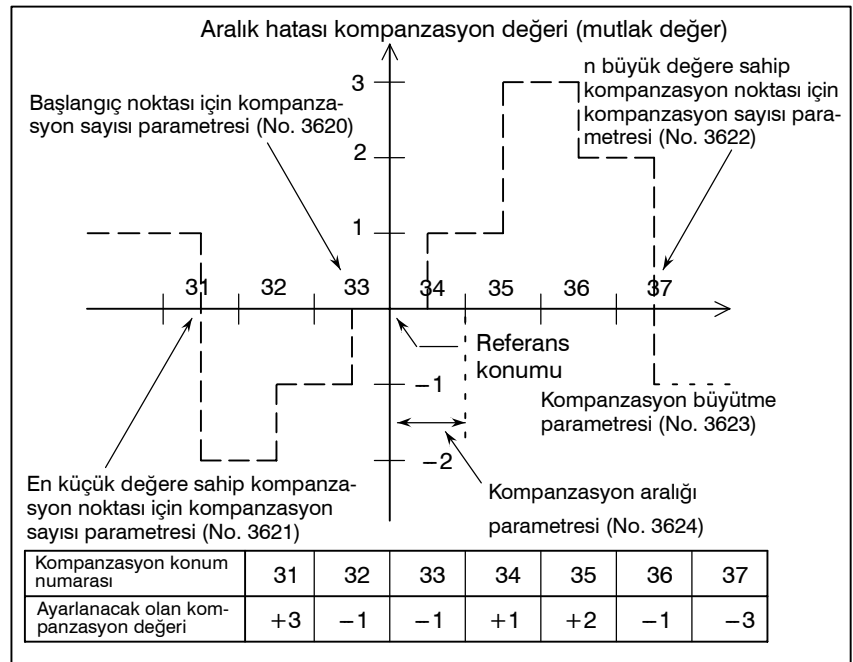 Aralık hatası kompanzasyon değeri (mutlak değer)
n büyük değere sahip
kompanzasyon noktası için
kompanzasyon sayısı para-
metresi (No. 3622)
Başlangıç noktası için kompanza-
syon sayısı parametresi (No. 3620)
3
2
1
31 32 33 34 35 36 37
Referans
konumu
−1
−2
Kompanzasyon büyütme
parametresi (No. 3623)
En küçük değere sahip kompanza-
syon noktası için kompanzasyon
sayısı parametresi (No. 3621)
Kompanzasyon aralığı
parametresi (No. 3624)
Kompanzasyon konum
numarası
31 32 33 34 35 36 37
Ayarlanacak olan kom-
panzasyon değeri
+3 −1 −1 +1 +2 −1 −3